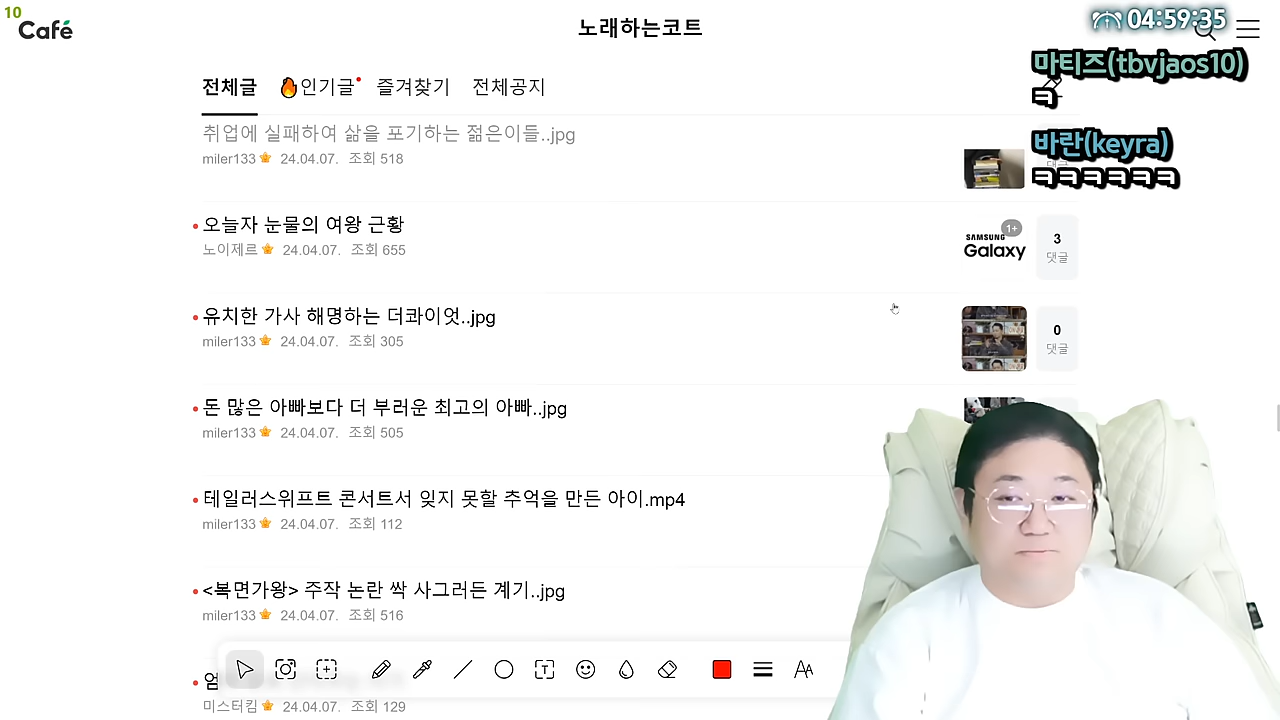 10
Café
노래하는코트
04:59:35
전체글 인기글 즐겨찾기 전체공지
마티즈(tbvjaos10)
ㅋ
바란(keyra)
ㅋㅋㅋㅋㅋㅋ
취업에 실패하여 삶을 포기하는 젊은이들..jpg
miler133 24.04.07. 조회 518
오늘자 눈물의 여왕 근황
노이제르 24.04.07. 조회 655
1+
SAMSUNG
Galaxy
3
댓글
유치한 가사 해명하는 더콰이엇..jpg
miler133 24.04.07. 조회 305
0
댓글
돈 많은 아빠보다 더 부러운 최고의 아빠..jpg
miler133 24.04.07. 조회 505
테일러스위프트 콘서트서 잊지 못할 추억을 만든 아이.mp4
miler133 24.04.07. 조회 112
<복면가왕> 주작 논란 싹 사그러든 계기..jpg
miler133 24.04.07. 조회 516
미스터킴 24.04.07. 조회 129